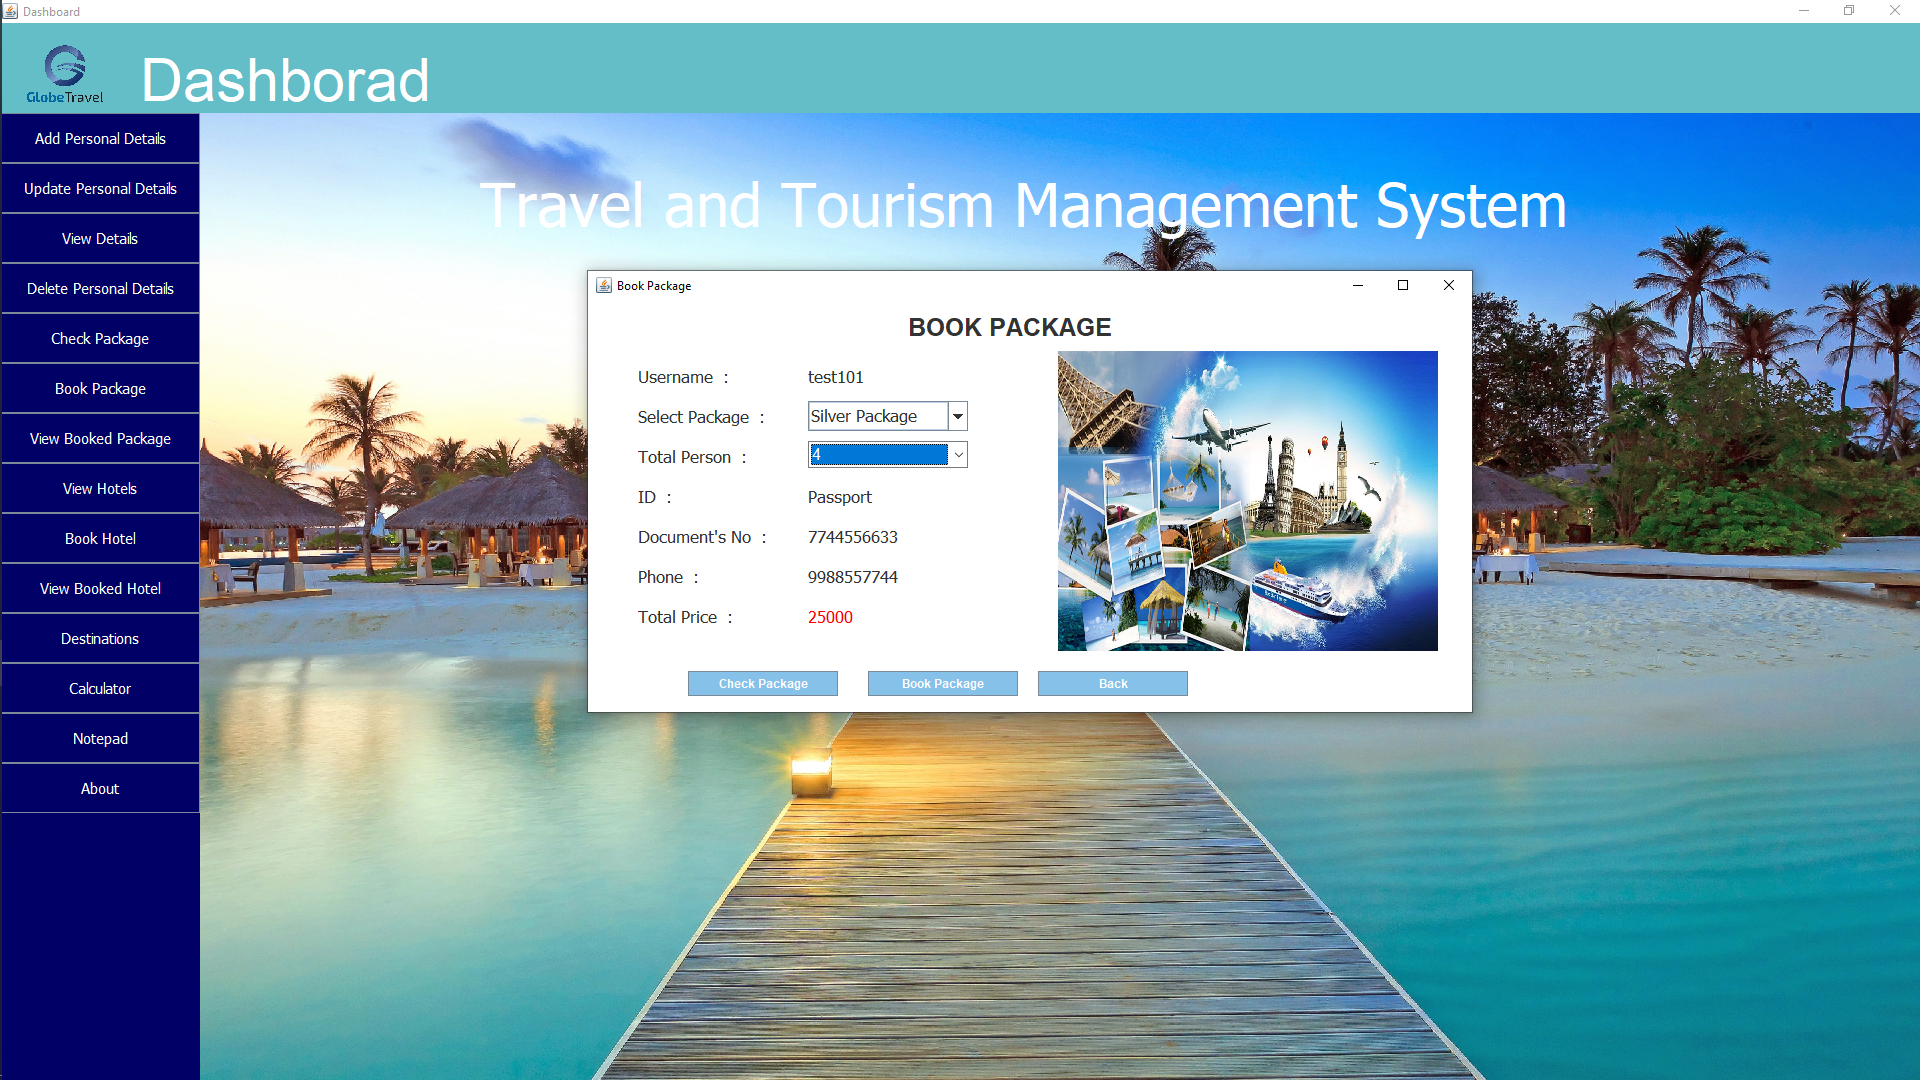 Dashboard
GlobeTravel
Dashborad
Add Personal Details
Update Personal Details
View Details
Delete Personal Details
Check Package
Book Package
View Booked Package
View Hotels
Book Hotel
View Booked Hotel
Destinations
Calculator
Notepad
About
Travel and Tourism Management System
Book Package
BOOK PACKAGE
Username : test101
Select Package : Silver Package
Total Person : 4
ID : Passport
Document's No : 7744556633
Phone : 9988557744
Total Price : 25000
Check Package Book Package Back